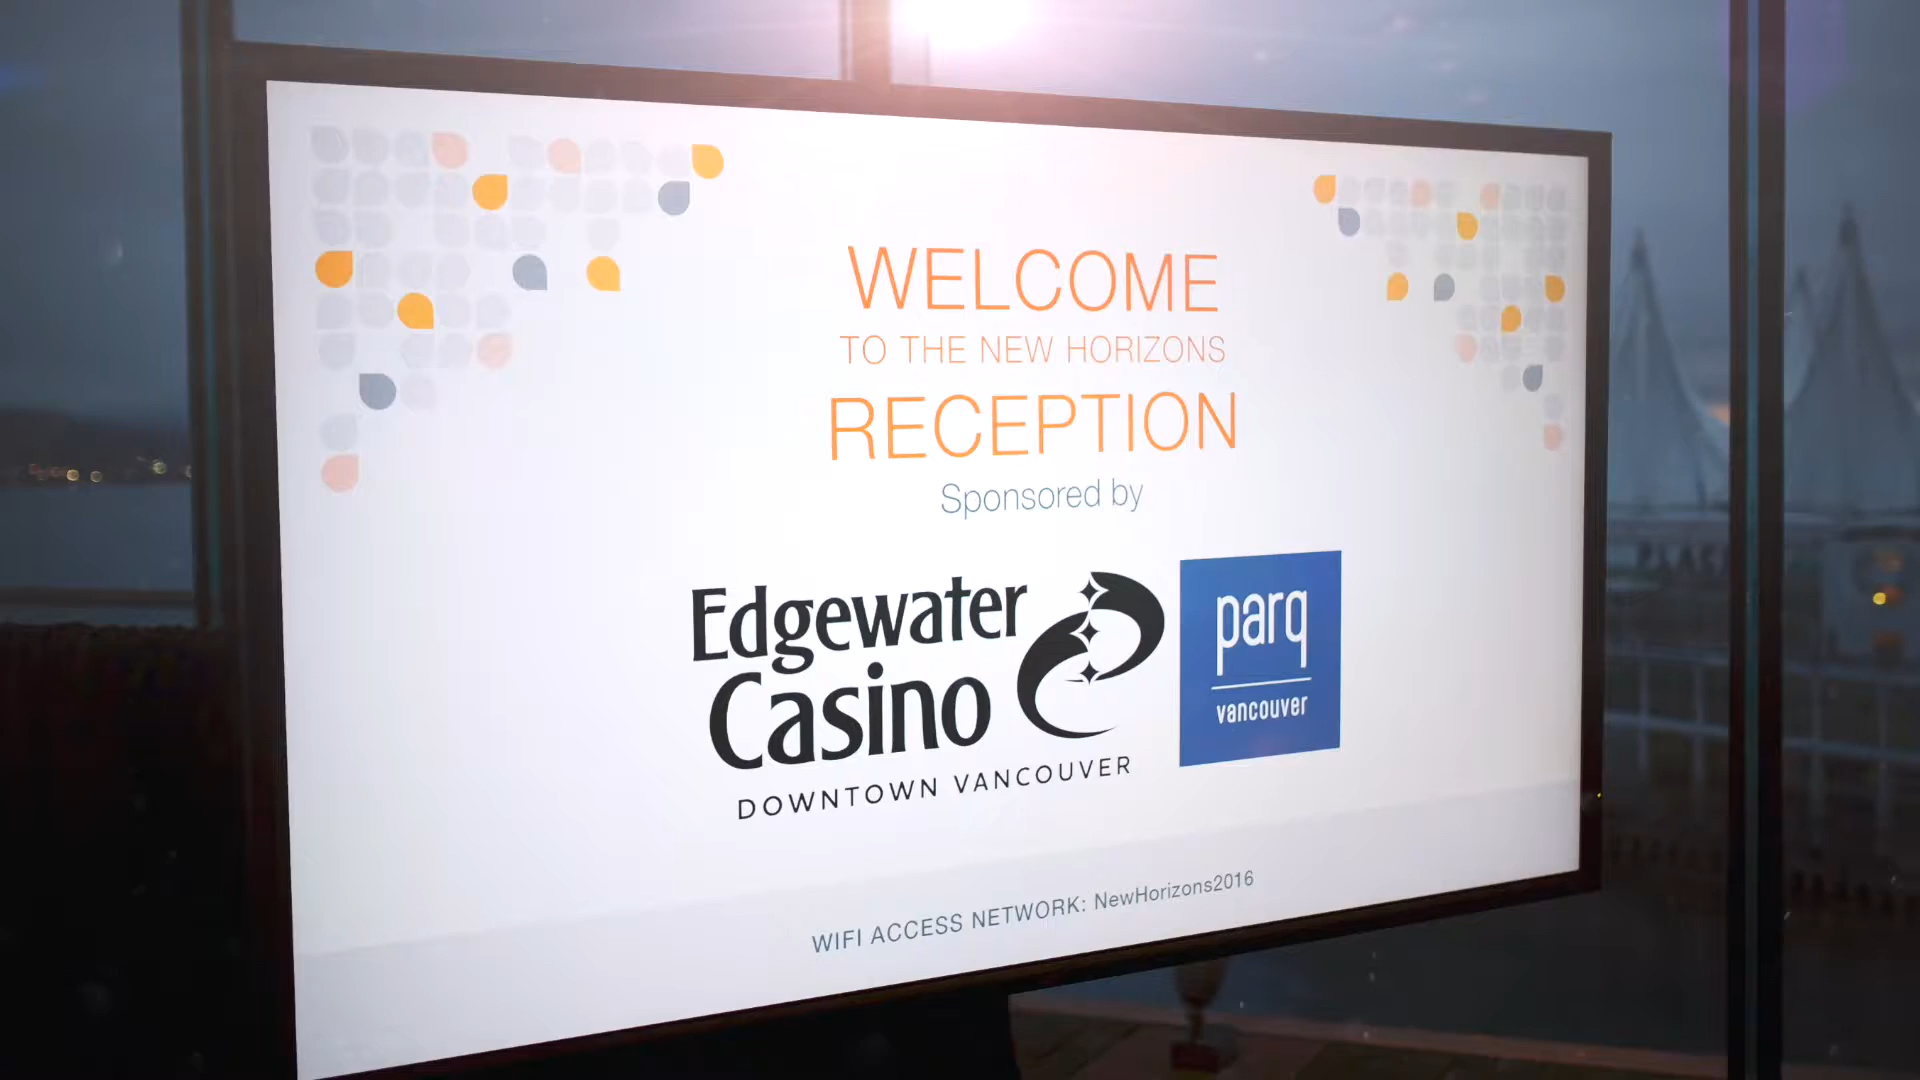 WELCOME
TO THE NEW HORIZONS
RECEPTION
Sponsored by
Edgewater
Casino
DOWNTOWN VANCOUVER
parq
vancouver
WIFI ACCESS NETWORK: NewHorizons2016